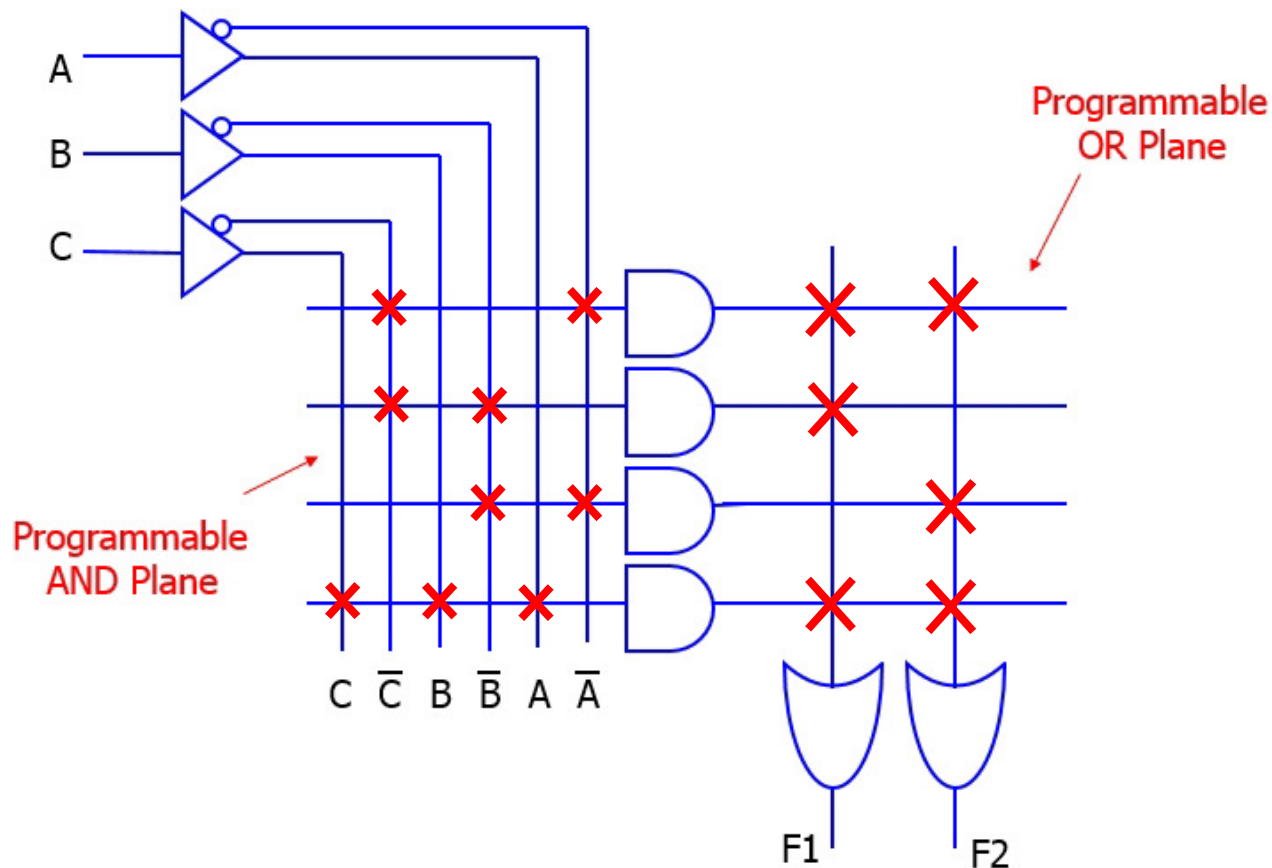 A
Programmable
OR Plane
B
C
Programmable
AND Plane
C C̅ B B̅ A A̅
F1
F2